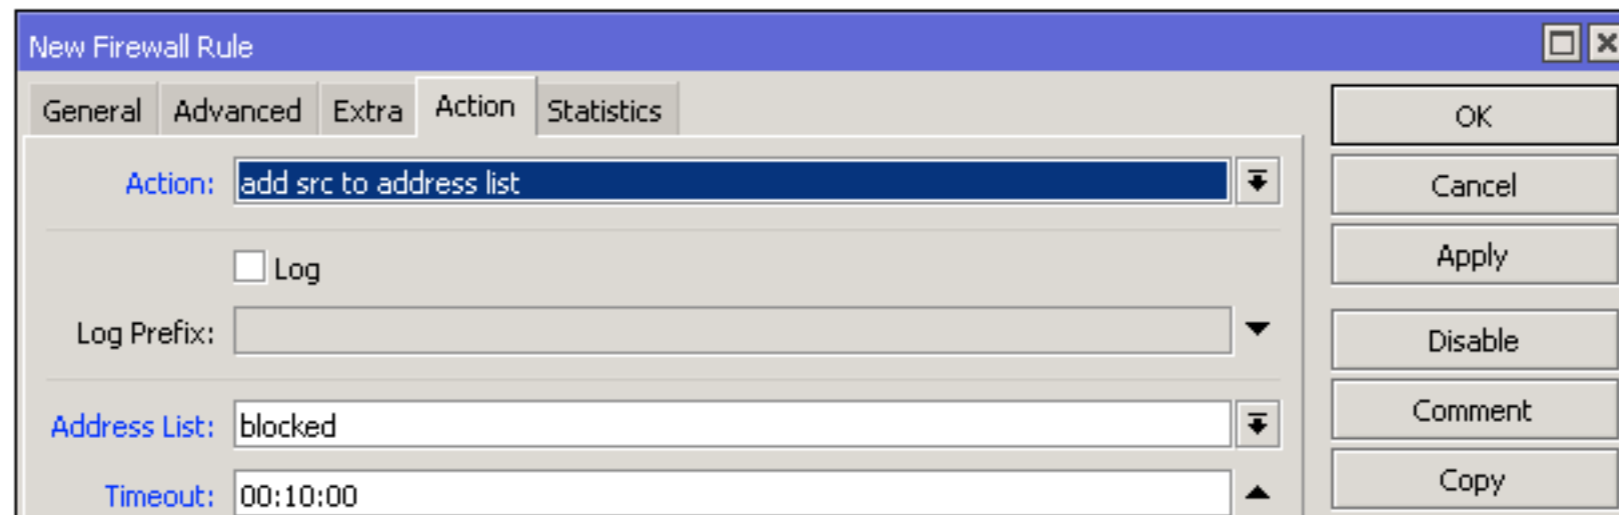 New Firewall Rule
General Advanced Extra Action Statistics
OK
Action: add src to address list
Cancel
Log
Apply
Log Prefix:
Disable
Address List: blocked
Comment
Timeout: 00:10:00
Copy